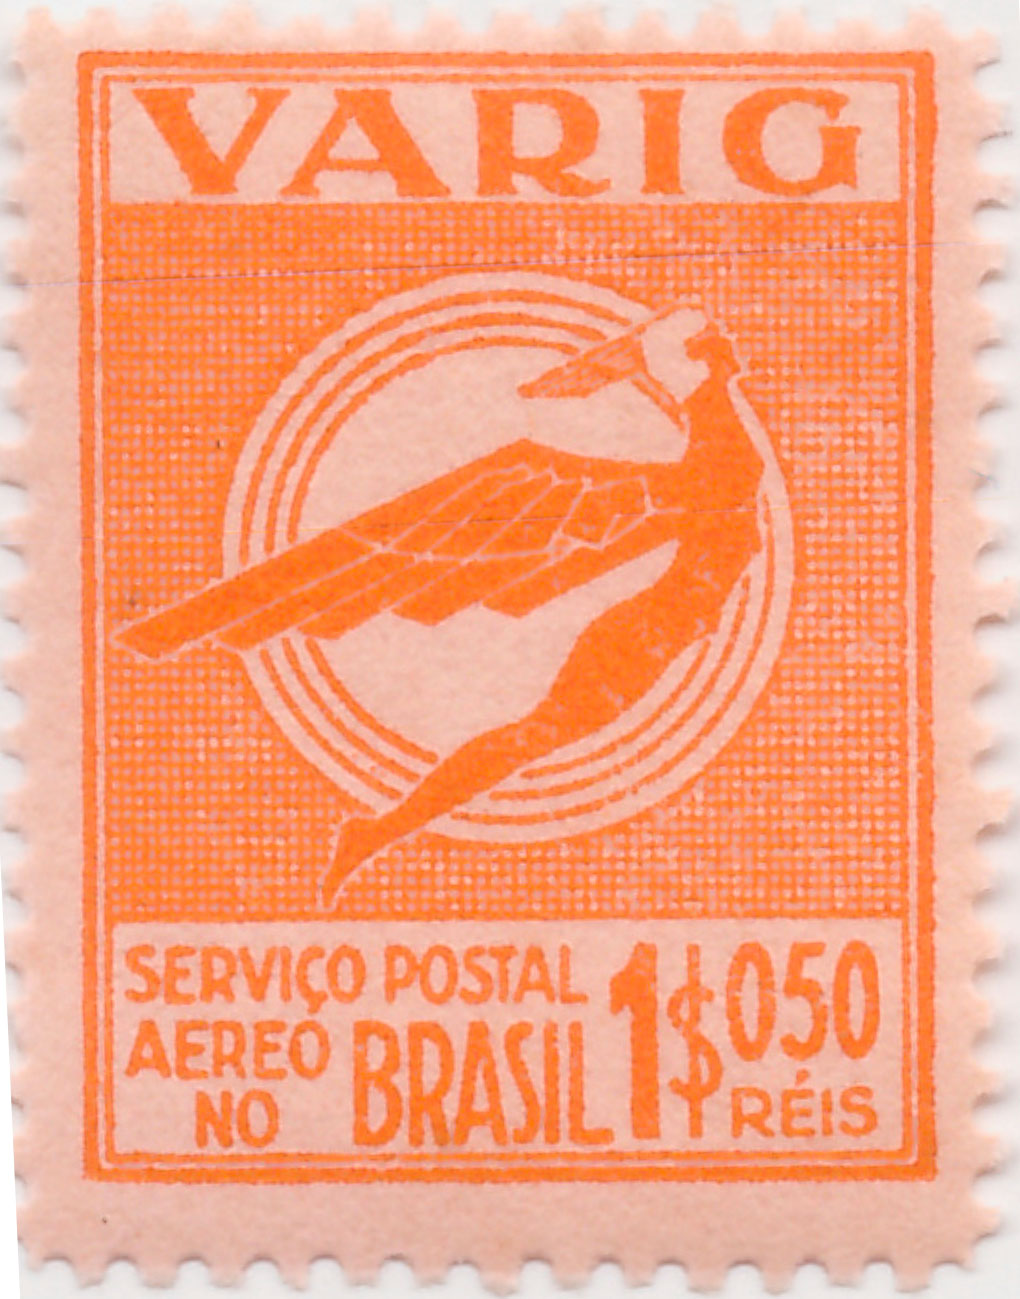 VARIG
SERVIÇO POSTAL
AEREO
NO BRASIL 1$050
RÉIS